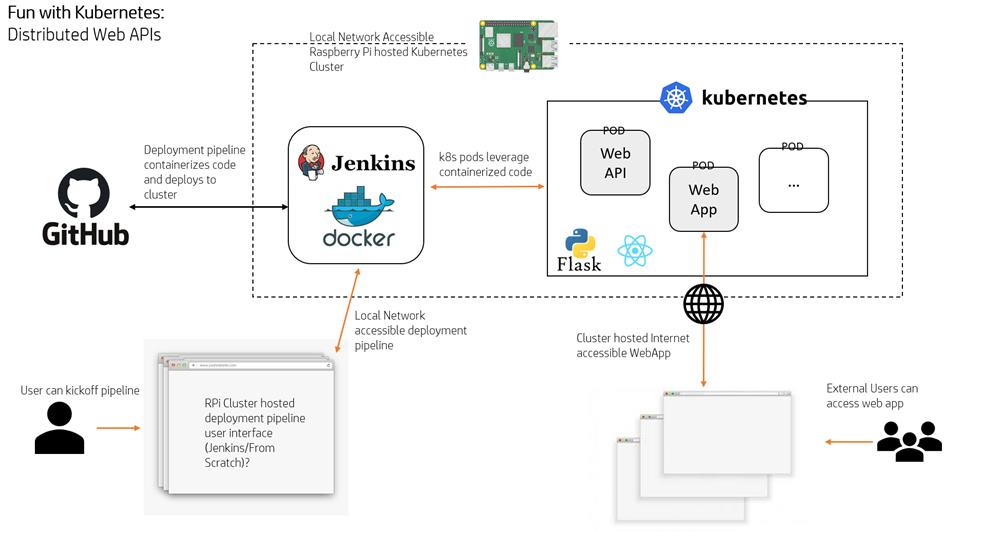 Fun with Kubernetes:
Distributed Web APIs
Local Network Accessible
Raspberry Pi hosted Kubernetes
Cluster
kubernetes
Deployment pipeline
containerizes code
and deploys to
cluster
GitHub
Jenkins
docker
k8s pods leverage
containerized code
POD
Web
API
POD
Web
App
POD
...
Flask
Local Network
accessible deployment
pipeline
Cluster hosted Internet
accessible WebApp
User can kickoff pipeline
RPi Cluster hosted
deployment pipeline
user interface
(Jenkins/From
Scratch)?
External Users can
access web app